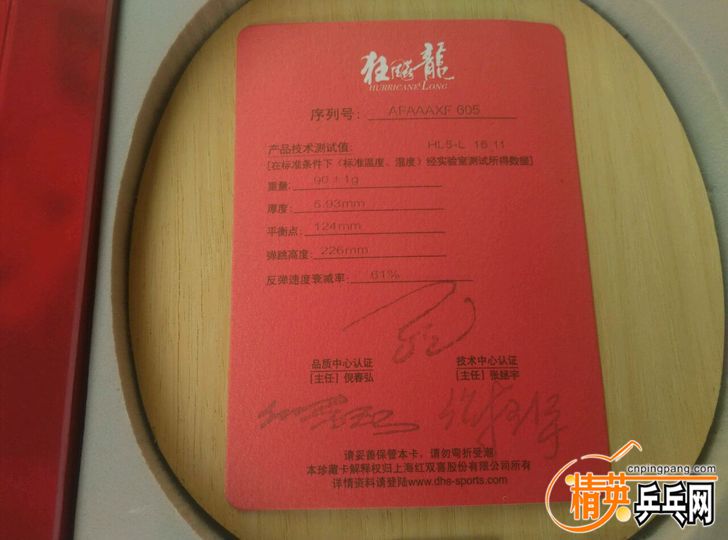 狂飚龍
HURRICANE LONG
序列号: AFAAAXF 605
产品技术测试值: HL5-L 16 11
[在标准条件下（标准温度、湿度）经实验室测试所得数据]
重量: 90±1g
厚度: 5.93mm
平衡点: 124mm
弹跳高度: 226mm
反弹速度衰减率: 61%
品质中心认证 技术中心认证
[主任] 倪春弘 [主任] 张建宇
请妥善保管本卡，请勿弯折受潮
本珍藏卡解释权归上海红双喜股份有限公司所有
详情资料请登陆www.dhs-sports.com
cnpingpang.com
精英乒乓网